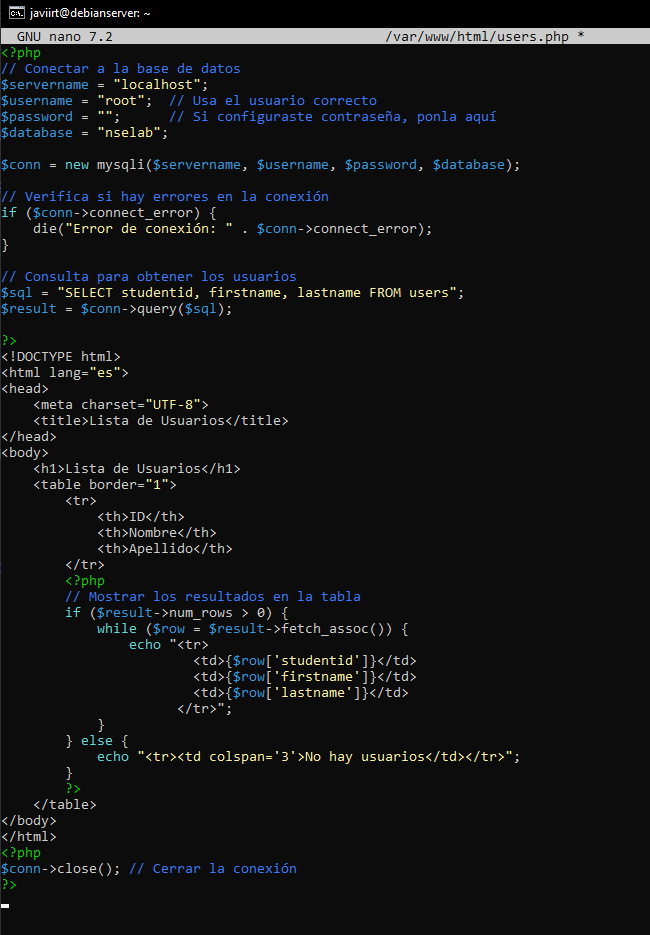 javiirt@debianserver: ~
GNU nano 7.2                                  /var/www/html/users.php *
<?php
// Conectar a la base de datos
$servername = "localhost";
$username = "root";  // Usa el usuario correcto
$password = "";      // Si configuraste contraseña, ponla aquí
$database = "nselab";

$conn = new mysqli($servername, $username, $password, $database);

// Verifica si hay errores en la conexión
if ($conn->connect_error) {
    die("Error de conexión: " . $conn->connect_error);
}

// Consulta para obtener los usuarios
$sql = "SELECT studentid, firstname, lastname FROM users";
$result = $conn->query($sql);

?>
<!DOCTYPE html>
<html lang="es">
<head>
    <meta charset="UTF-8">
    <title>Lista de Usuarios</title>
</head>
<body>
    <h1>Lista de Usuarios</h1>
    <table border="1">
        <tr>
            <th>ID</th>
            <th>Nombre</th>
            <th>Apellido</th>
        </tr>
        <?php
        // Mostrar los resultados en la tabla
        if ($result->num_rows > 0) {
            while ($row = $result->fetch_assoc()) {
                echo "<tr>
                        <td>{$row['studentid']}</td>
                        <td>{$row['firstname']}</td>
                        <td>{$row['lastname']}</td>
                      </tr>";
            }
        } else {
            echo "<tr><td colspan='3'>No hay usuarios</td></tr>";
        }
        ?>
    </table>
</body>
</html>
<?php
$conn->close(); // Cerrar la conexión
?>